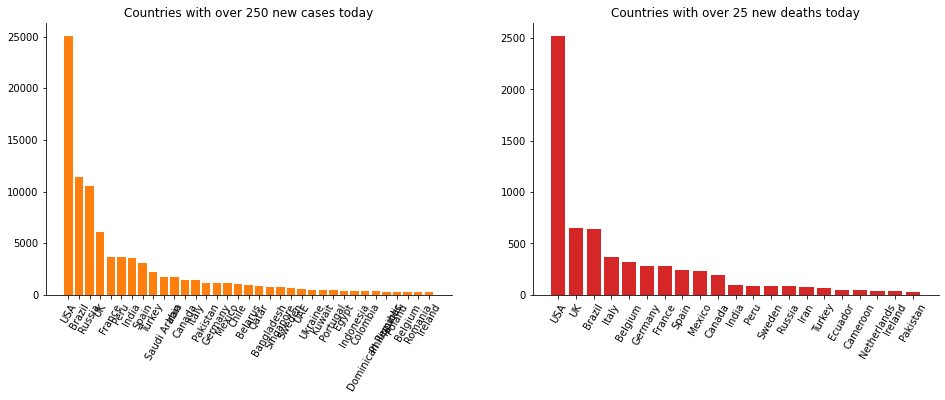 Countries with over 250 new cases today
25000
20000
15000
10000
5000
0
USA
Brazil
Russia
UK
France
Peru
India
Spain
Turkey
Saudi Arabia
Canada
Italy
Pakistan
Germany
Mexico
Chile
Belarus
Qatar
Bangladesh
Singapore
Sweden
UAE
Ukraine
Kuwait
Portugal
Egypt
Indonesia
Colombia
Dominican Republic
Belgium
Romania
Ireland
Countries with over 25 new deaths today
2500
2000
1500
1000
500
0
USA
UK
Brazil
Italy
Belgium
Germany
France
Spain
Mexico
Canada
India
Peru
Sweden
Russia
Iran
Turkey
Ecuador
Cameroon
Netherlands
Ireland
Pakistan